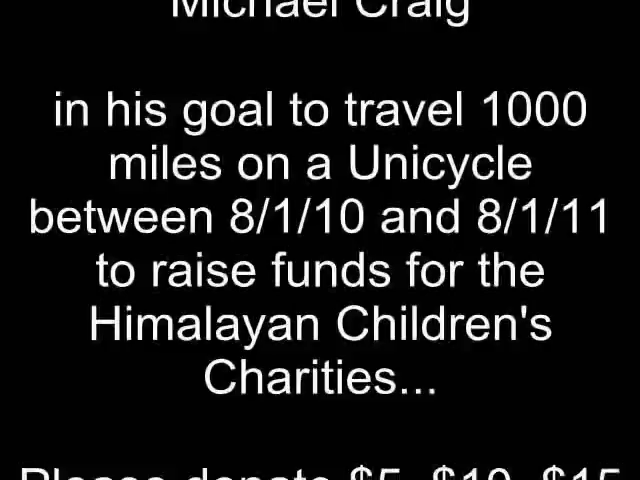 Michael Craig
in his goal to travel 1000
miles on a Unicycle
between 8/1/10 and 8/1/11
to raise funds for the
Himalayan Children's
Charities...
Please donate $5, $10, $15